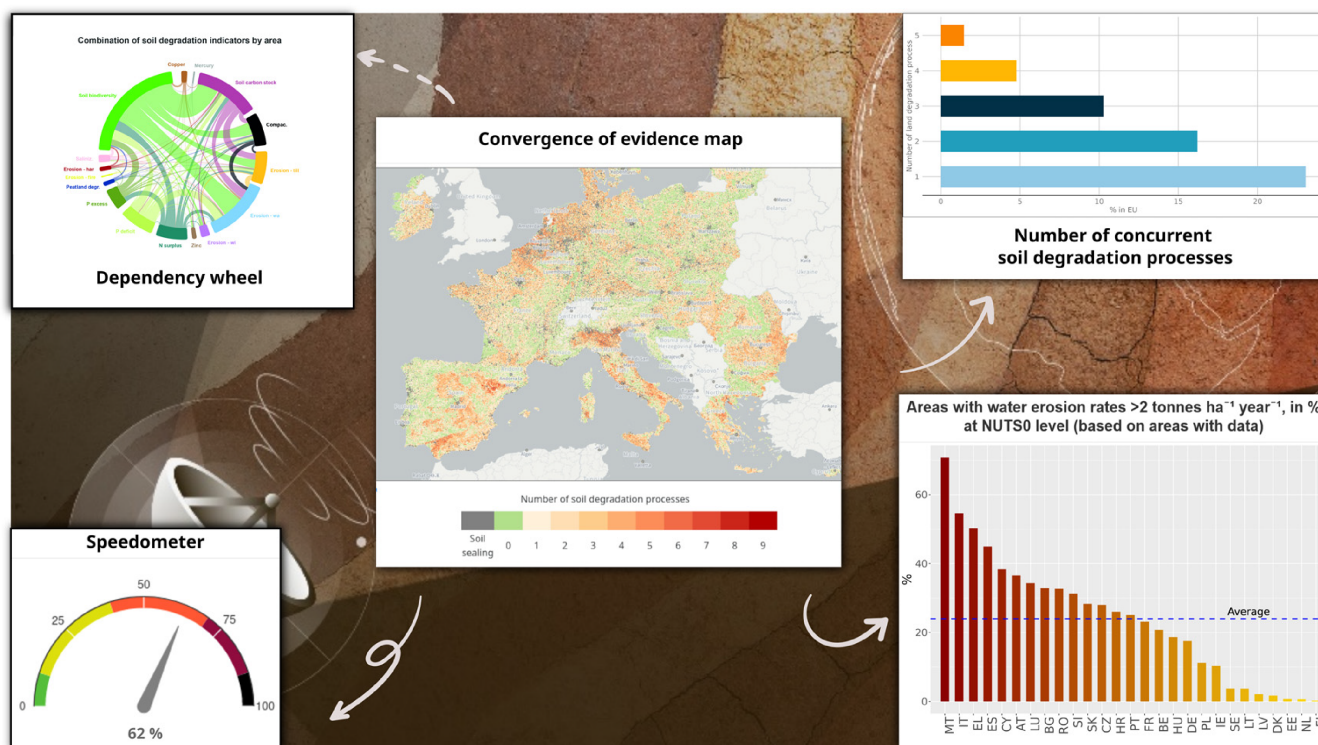 Combination of soil degradation indicators by area
Copper
Mercury
Soil carbon stock
Soil biodiversity
Compac.
Erosion - till
Erosion - har
Peatland degr.
P excess
P deficit
N surplus
Zinc
Erosion - wi
Erosion - wa
Dependency wheel
Convergence of evidence map
Number of soil degradation processes
Soil
sealing
0 1 2 3 4 5 6 7 8 9
Number of land degradation process
5
4
3
2
1
0 5 10 15 20
% in EU
Number of concurrent
soil degradation processes
Speedometer
0 25 50 75 100
62 %
Areas with water erosion rates >2 tonnes ha⁻¹ year⁻¹, in %
at NUTS0 level (based on areas with data)
%
60
40
20
0
Average
MT IT EL ES CY AT LU BG RO SI SK CZ HR PT FR BE HU DE PL IE SE LT LV DK EE NL